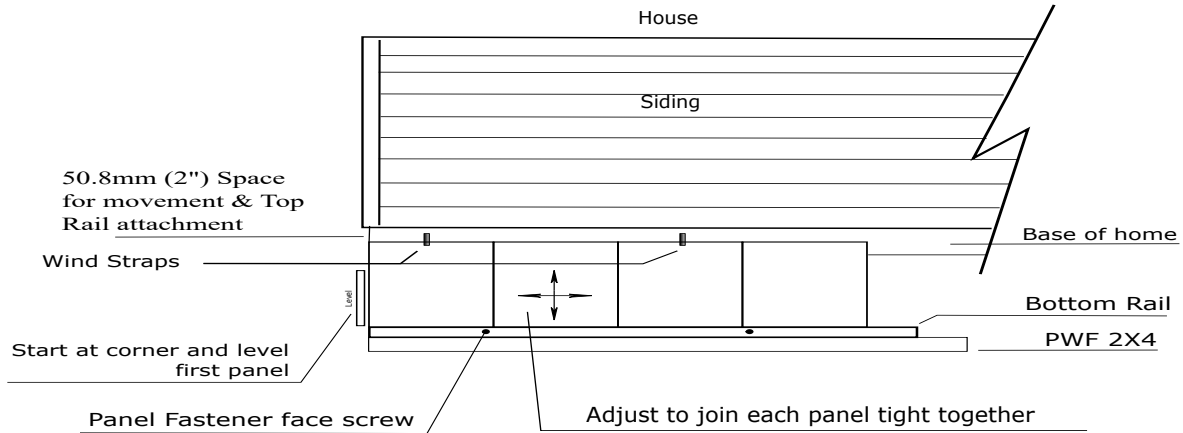 House
Siding
50.8mm (2") Space
for movement & Top
Rail attachment
Base of home
Wind Straps
Level
Bottom Rail
PWF 2X4
Start at corner and level
first panel
Panel Fastener face screw
Adjust to join each panel tight together